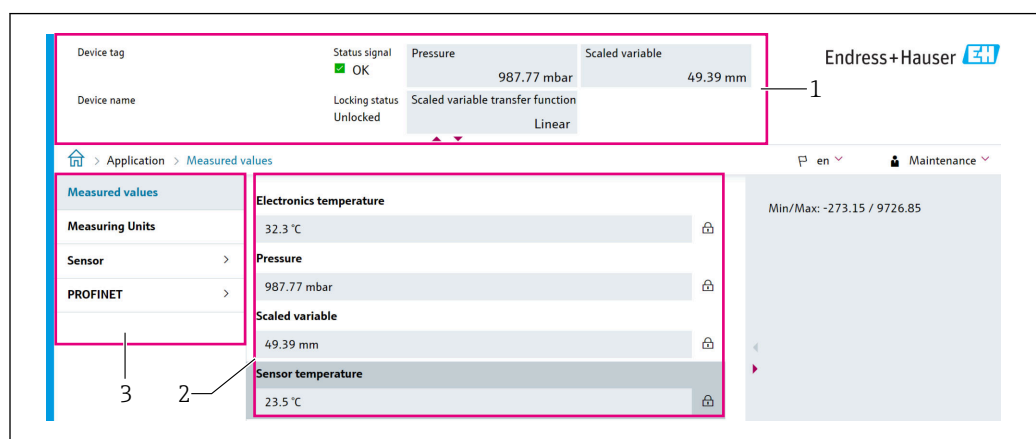 Device tag
Status signal
OK
Pressure
987.77 mbar
Scaled variable
49.39 mm
Endress+Hauser EH
1
Device name
Locking status
Unlocked
Scaled variable transfer function
Linear
> Application > Measured values
en
Maintenance
Measured values
Measuring Units
Sensor >
PROFINET >
Electronics temperature
32.3 °C
Pressure
987.77 mbar
Scaled variable
49.39 mm
Sensor temperature
23.5 °C
Min/Max: -273.15 / 9726.85
3
2